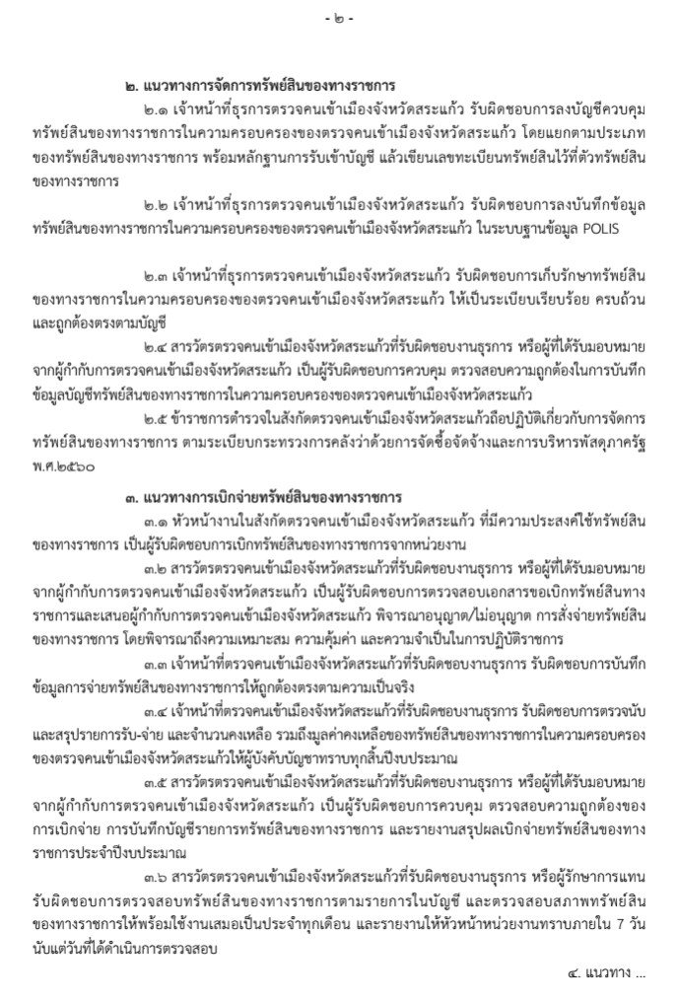 - ๒ -
๒. แนวทางการจัดการทรัพย์สินของทางราชการ
๒.๑ เจ้าหน้าที่ธุรการตรวจคนเข้าเมืองจังหวัดสระแก้ว รับผิดชอบการลงบัญชีควบคุม
ทรัพย์สินของทางราชการในความครอบครองของตรวจคนเข้าเมืองจังหวัดสระแก้ว โดยแยกตามประเภท
ของทรัพย์สินของทางราชการ พร้อมหลักฐานการรับเข้าบัญชี แล้วเขียนเลขทะเบียนทรัพย์สินไว้ที่ตัวทรัพย์สิน
ของทางราชการ
๒.๒ เจ้าหน้าที่ธุรการตรวจคนเข้าเมืองจังหวัดสระแก้ว รับผิดชอบการลงบันทึกข้อมูล
ทรัพย์สินของทางราชการในความครอบครองของตรวจคนเข้าเมืองจังหวัดสระแก้ว ในระบบฐานข้อมูล POLIS
๒.๓ เจ้าหน้าที่ธุรการตรวจคนเข้าเมืองจังหวัดสระแก้ว รับผิดชอบการเก็บรักษาทรัพย์สิน
ของทางราชการในความครอบครองของตรวจคนเข้าเมืองจังหวัดสระแก้ว ให้เป็นระเบียบเรียบร้อย ครบถ้วน
และถูกต้องตรงตามบัญชี
๒.๔ สารวัตรตรวจคนเข้าเมืองจังหวัดสระแก้วที่รับผิดชอบงานธุรการ หรือผู้ที่ได้รับมอบหมาย
จากผู้กำกับการตรวจคนเข้าเมืองจังหวัดสระแก้ว เป็นผู้รับผิดชอบการควบคุม ตรวจสอบความถูกต้องในการบันทึก
ข้อมูลบัญชีทรัพย์สินของทางราชการในความครอบครองของตรวจคนเข้าเมืองจังหวัดสระแก้ว
๒.๕ ข้าราชการตำรวจในสังกัดตรวจคนเข้าเมืองจังหวัดสระแก้วถือปฏิบัติเกี่ยวกับการจัดการ
ทรัพย์สินของทางราชการ ตามระเบียบกระทรวงการคลังว่าด้วยการจัดซื้อจัดจ้างและการบริหารพัสดุภาครัฐ
พ.ศ.๒๕๖๐
๓. แนวทางการเบิกจ่ายทรัพย์สินของทางราชการ
๓.๑ หัวหน้างานในสังกัดตรวจคนเข้าเมืองจังหวัดสระแก้ว ที่มีความประสงค์ใช้ทรัพย์สิน
ของทางราชการ เป็นผู้รับผิดชอบการเบิกทรัพย์สินของทางราชการจากหน่วยงาน
๓.๒ สารวัตรตรวจคนเข้าเมืองจังหวัดสระแก้วที่รับผิดชอบงานธุรการ หรือผู้ที่ได้รับมอบหมาย
จากผู้กำกับการตรวจคนเข้าเมืองจังหวัดสระแก้ว เป็นผู้รับผิดชอบการตรวจสอบเอกสารขอเบิกทรัพย์สินทาง
ราชการและเสนอผู้กำกับการตรวจคนเข้าเมืองจังหวัดสระแก้ว พิจารณาอนุญาต/ไม่อนุญาต การสั่งจ่ายทรัพย์สิน
ของทางราชการ โดยพิจารณาถึงความเหมาะสม ความคุ้มค่า และความจำเป็นในการปฏิบัติราชการ
๓.๓ เจ้าหน้าที่ตรวจคนเข้าเมืองจังหวัดสระแก้วที่รับผิดชอบงานธุรการ รับผิดชอบการบันทึก
ข้อมูลการจ่ายทรัพย์สินของทางราชการให้ถูกต้องตรงตามความเป็นจริง
๓.๔ เจ้าหน้าที่ตรวจคนเข้าเมืองจังหวัดสระแก้วที่รับผิดชอบงานธุรการ รับผิดชอบการตรวจนับ
และสรุปรายการรับ-จ่าย และจำนวนคงเหลือ รวมถึงมูลค่าคงเหลือของทรัพย์สินของทางราชการในความครอบครอง
ของตรวจคนเข้าเมืองจังหวัดสระแก้วให้ผู้บังคับบัญชาทราบทุกสิ้นปีงบประมาณ
๓.๕ สารวัตรตรวจคนเข้าเมืองจังหวัดสระแก้วที่รับผิดชอบงานธุรการ หรือผู้ที่ได้รับมอบหมาย
จากผู้กำกับการตรวจคนเข้าเมืองจังหวัดสระแก้ว เป็นผู้รับผิดชอบการควบคุม ตรวจสอบความถูกต้องของ
การเบิกจ่าย การบันทึกบัญชีรายการทรัพย์สินของทางราชการ และรายงานสรุปผลเบิกจ่ายทรัพย์สินของทาง
ราชการประจำปีงบประมาณ
๓.๖ สารวัตรตรวจคนเข้าเมืองจังหวัดสระแก้วที่รับผิดชอบงานธุรการ หรือผู้รักษาการแทน
รับผิดชอบการตรวจสอบทรัพย์สินของทางราชการตามรายการในบัญชี และตรวจสอบสภาพทรัพย์สิน
ของทางราชการให้พร้อมใช้งานเสมอเป็นประจำทุกเดือน และรายงานให้หัวหน้าหน่วยงานทราบภายใน 7 วัน
นับแต่วันที่ได้ดำเนินการตรวจสอบ
๔. แนวทาง ...